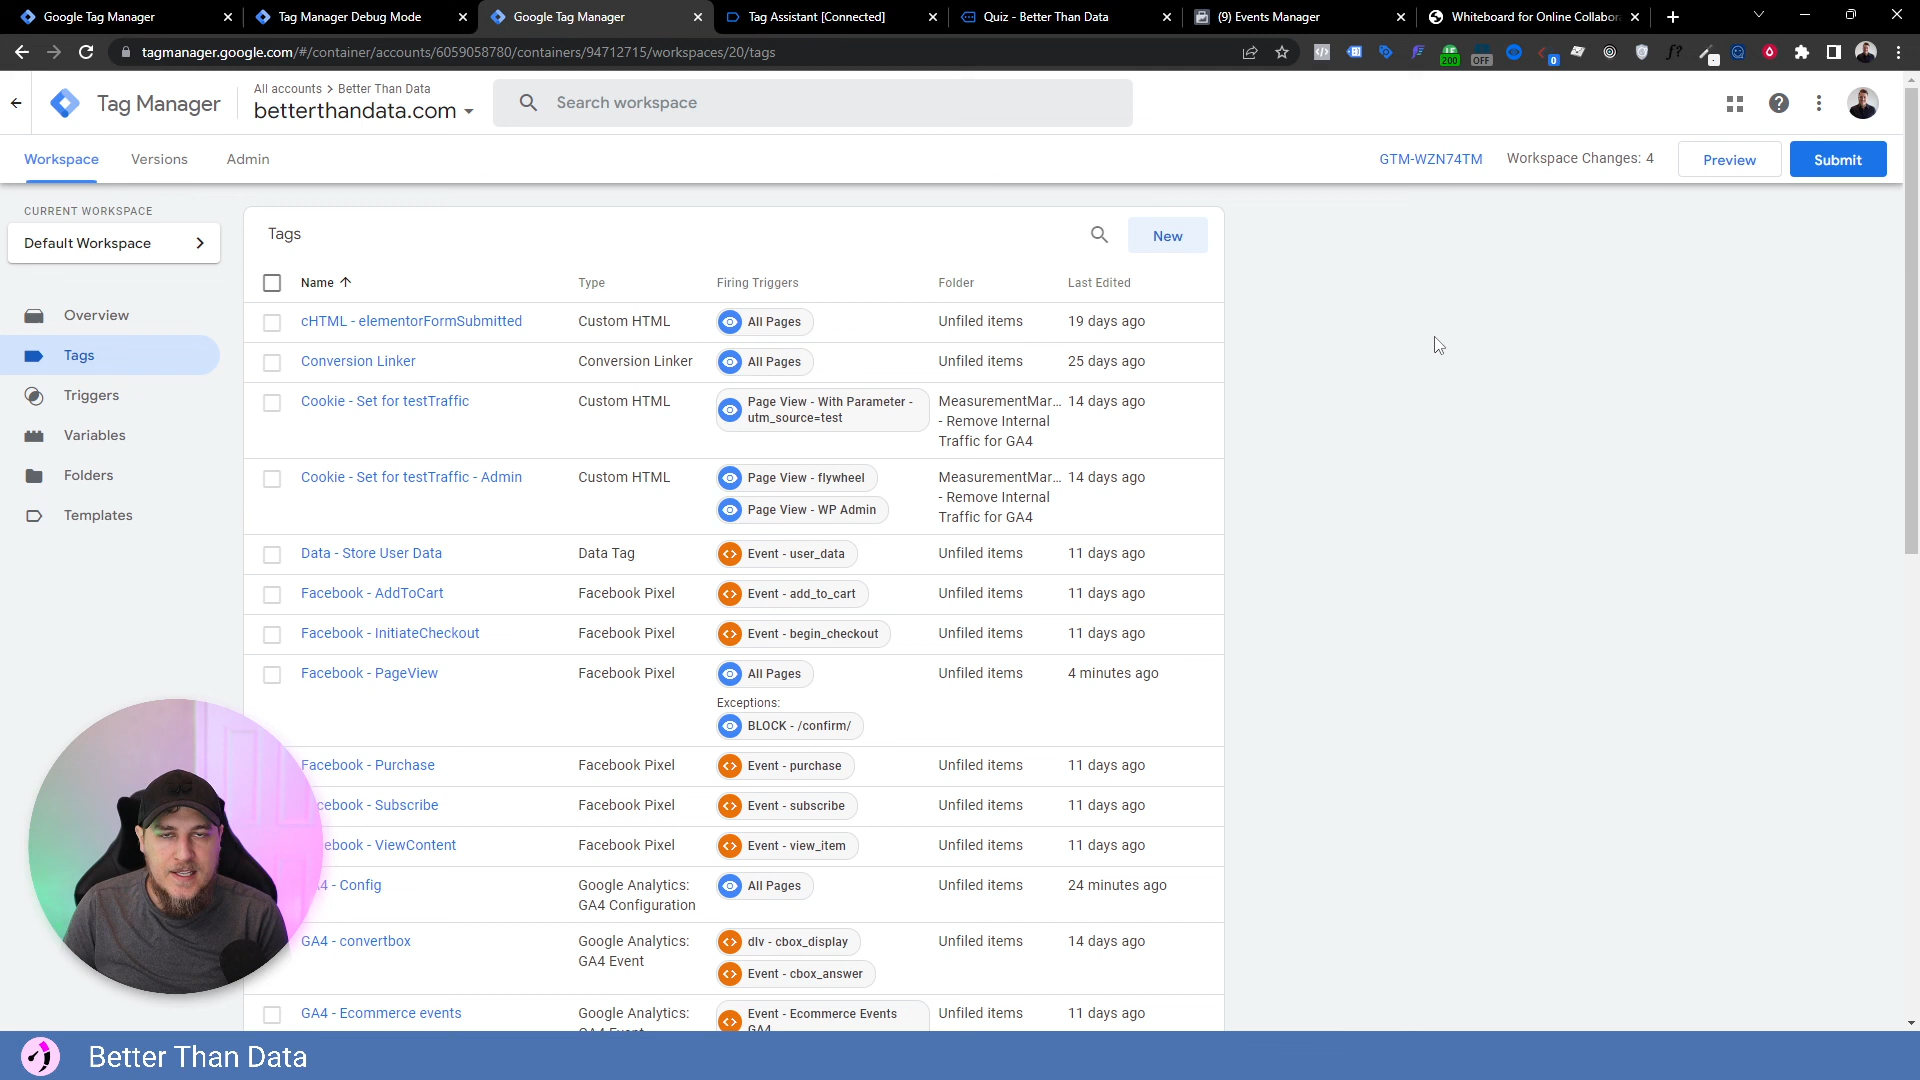 Google Tag Manager
Tag Manager Debug Mode
Google Tag Manager
Tag Assistant [Connected]
Quiz - Better Than Data
(9) Events Manager
Whiteboard for Online Collabora
tagmanager.google.com/#/container/accounts/6059058780/containers/94712715/workspaces/20/tags
200
OFF
0
f?
Tag Manager
All accounts > Better Than Data
betterthandata.com
Search workspace
Workspace
Versions
Admin
GTM-WZN74TM
Workspace Changes: 4
Preview
Submit
CURRENT WORKSPACE
Default Workspace
Overview
Tags
Triggers
Variables
Folders
Templates
Tags
New
Name
Type
Firing Triggers
Folder
Last Edited
cHTML - elementorFormSubmitted
Custom HTML
All Pages
Unfiled items
19 days ago
Conversion Linker
Conversion Linker
All Pages
Unfiled items
25 days ago
Cookie - Set for testTraffic
Custom HTML
Page View - With Parameter -
utm_source=test
MeasurementMar...
- Remove Internal
Traffic for GA4
14 days ago
Cookie - Set for testTraffic - Admin
Custom HTML
Page View - flywheel
Page View - WP Admin
MeasurementMar...
- Remove Internal
Traffic for GA4
14 days ago
Data - Store User Data
Data Tag
Event - user_data
Unfiled items
11 days ago
Facebook - AddToCart
Facebook Pixel
Event - add_to_cart
Unfiled items
11 days ago
Facebook - InitiateCheckout
Facebook Pixel
Event - begin_checkout
Unfiled items
11 days ago
Facebook - PageView
Facebook Pixel
All Pages
Exceptions:
BLOCK - /confirm/
Unfiled items
4 minutes ago
Facebook - Purchase
Facebook Pixel
Event - purchase
Unfiled items
11 days ago
cebook - Subscribe
Facebook Pixel
Event - subscribe
Unfiled items
11 days ago
ebook - ViewContent
Facebook Pixel
Event - view_item
Unfiled items
11 days ago
4 - Config
Google Analytics:
GA4 Configuration
All Pages
Unfiled items
24 minutes ago
GA4 - convertbox
Google Analytics:
GA4 Event
dlv - cbox_display
Event - cbox_answer
Unfiled items
14 days ago
GA4 - Ecommerce events
Google Analytics:
GA4 Event
Event - Ecommerce Events
GA4
Unfiled items
11 days ago
Better Than Data